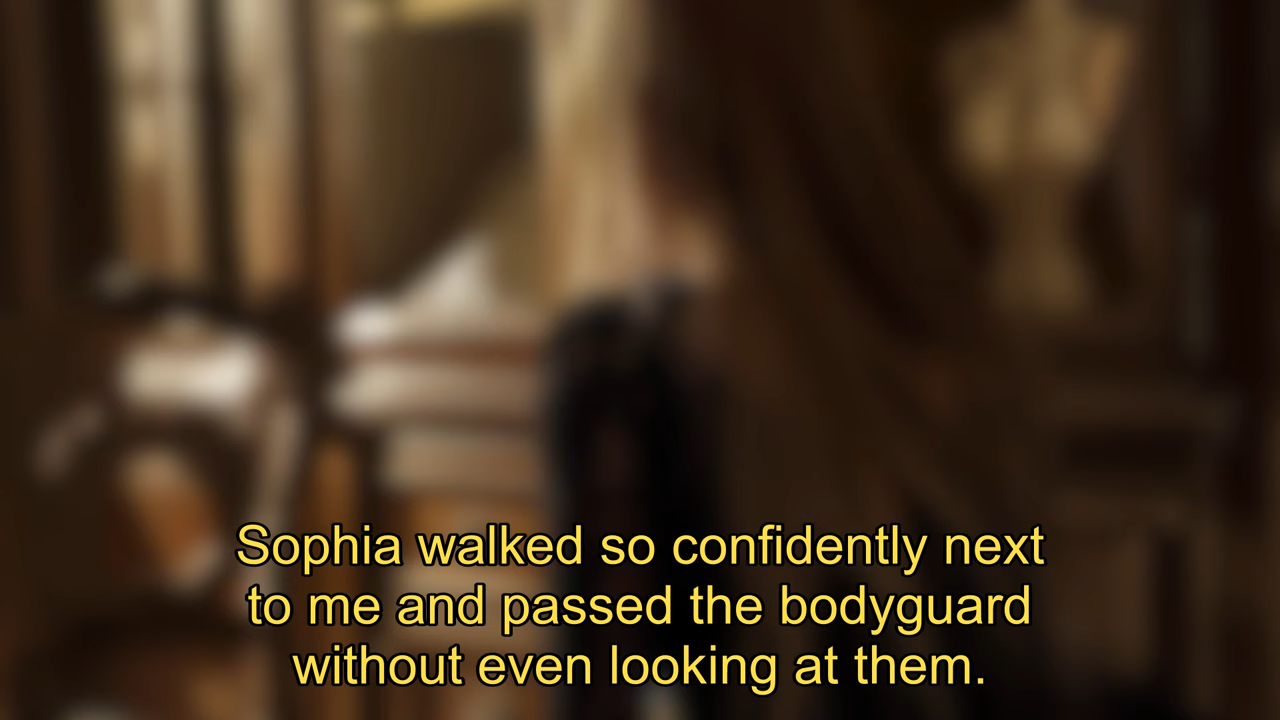 Sophia walked so confidently next
to me and passed the bodyguard
without even looking at them.